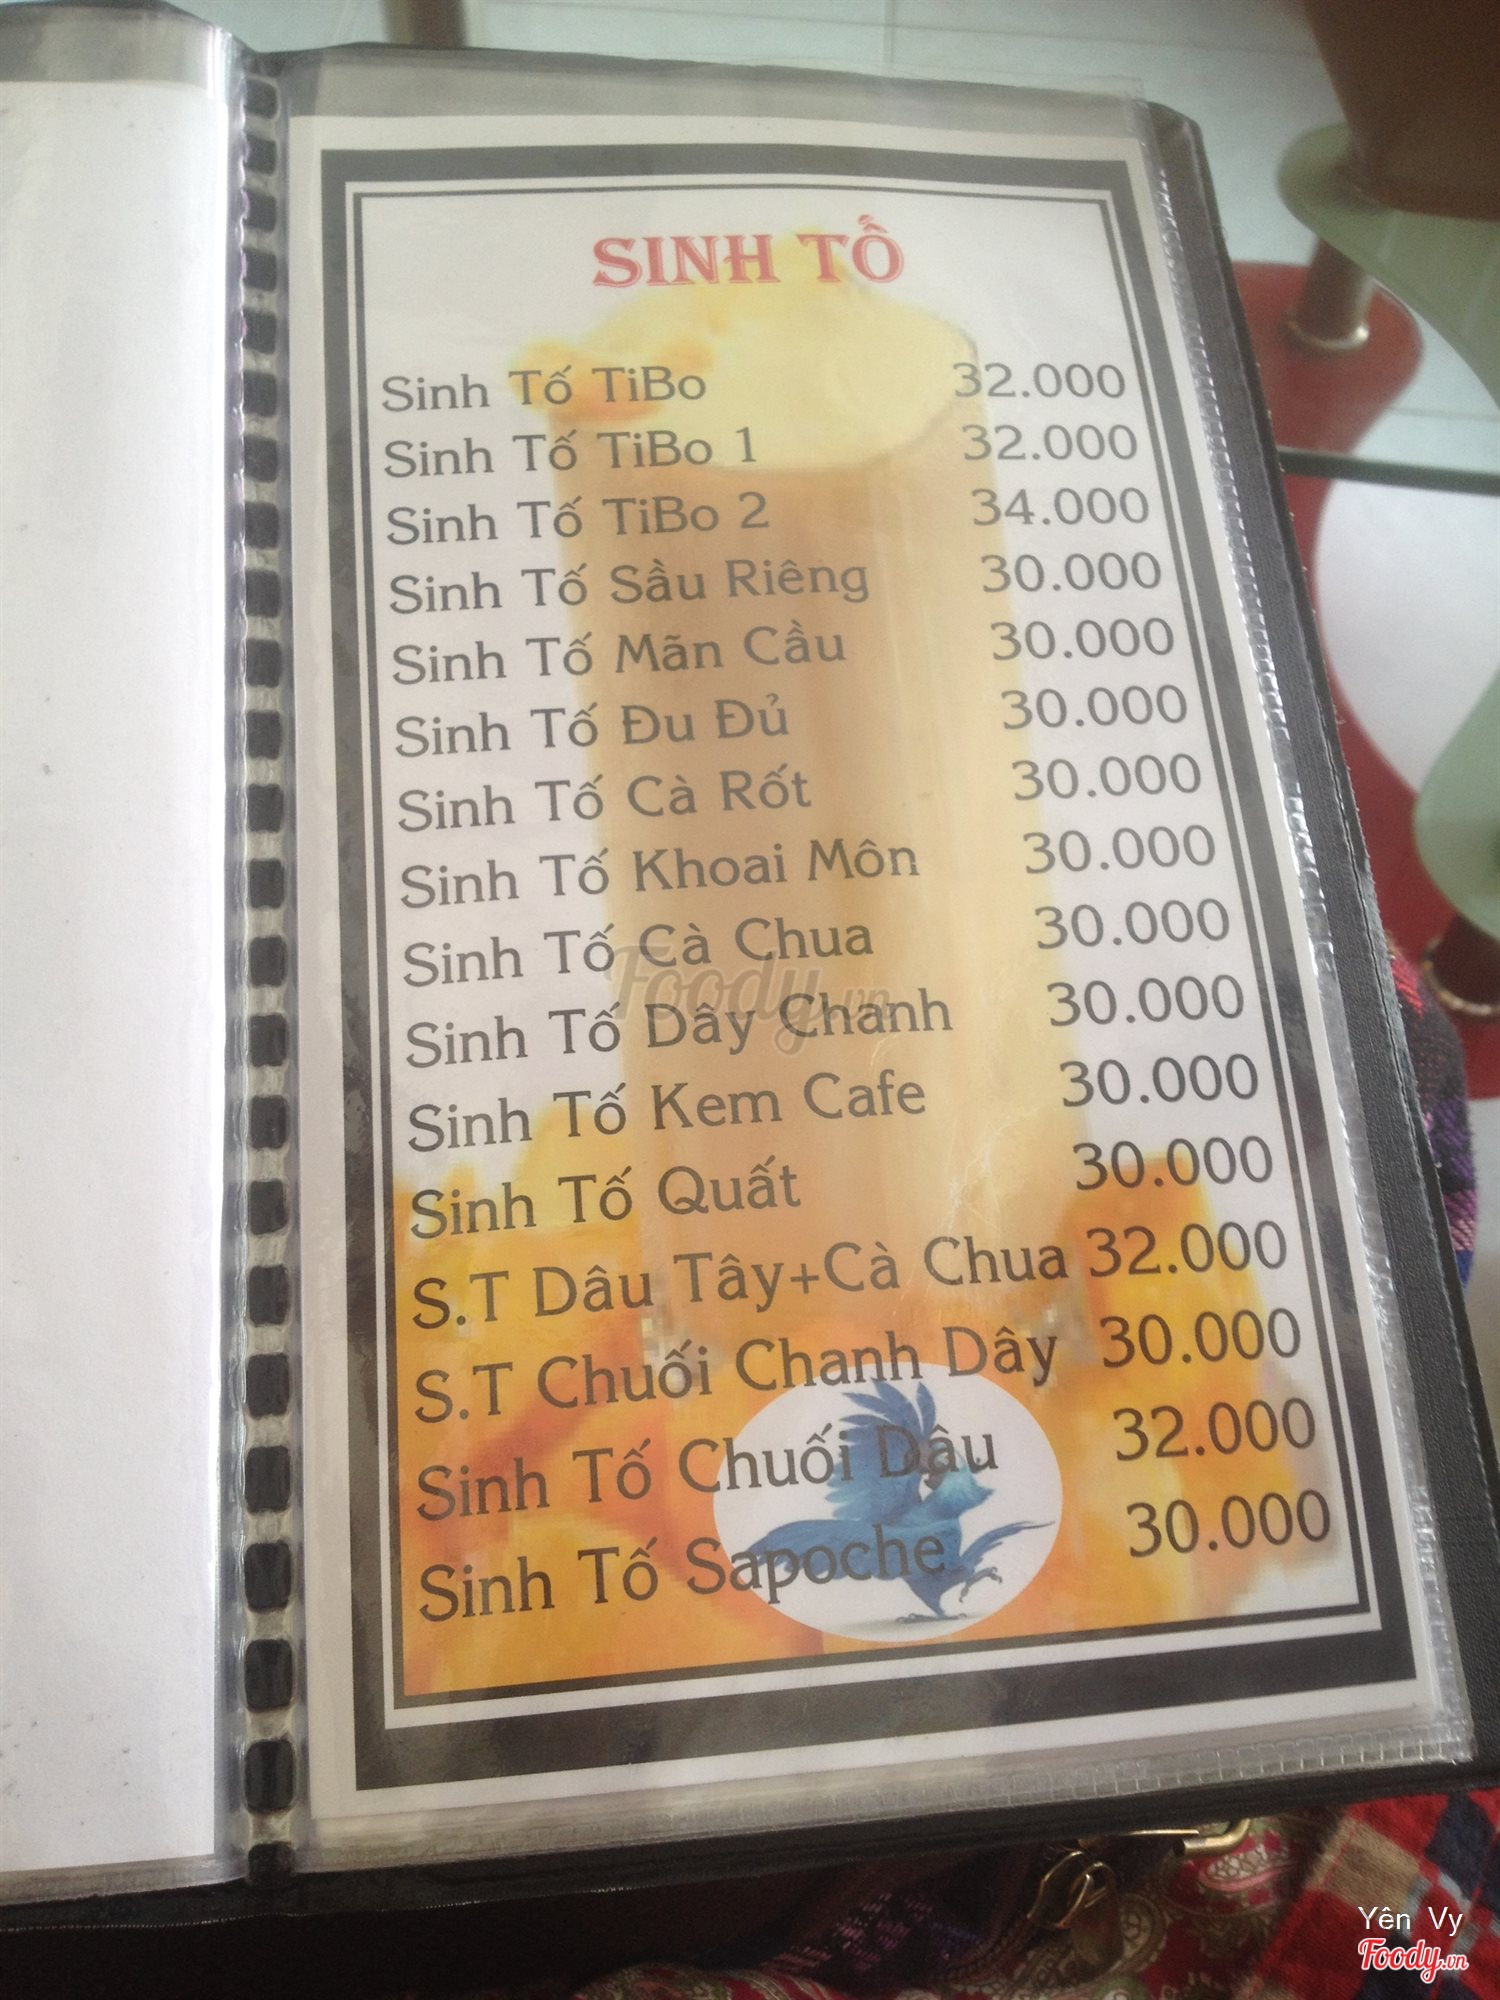 SINH TỐ
Sinh Tố TiBo 32.000
Sinh Tố TiBo 1 32.000
Sinh Tố TiBo 2 34.000
Sinh Tố Sầu Riêng 30.000
Sinh Tố Mãn Cầu 30.000
Sinh Tố Đu Đủ 30.000
Sinh Tố Cà Rốt 30.000
Sinh Tố Khoai Môn 30.000
Sinh Tố Cà Chua 30.000
Foody.vn
Sinh Tố Dây Chanh 30.000
Sinh Tố Kem Cafe 30.000
Sinh Tố Quất 30.000
S.T Dâu Tây+Cà Chua 32.000
S.T Chuối Chanh Dây 30.000
Sinh Tố Chuối Dâu 32.000
Sinh Tố Sapoche 30.000
Yên Vy
Foody.vn